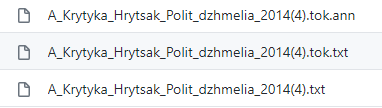 A_Krytyka_Hrytsak_Polit_dzhmelia_2014(4).tok.ann
A_Krytyka_Hrytsak_Polit_dzhmelia_2014(4).tok.txt
A_Krytyka_Hrytsak_Polit_dzhmelia_2014(4).txt